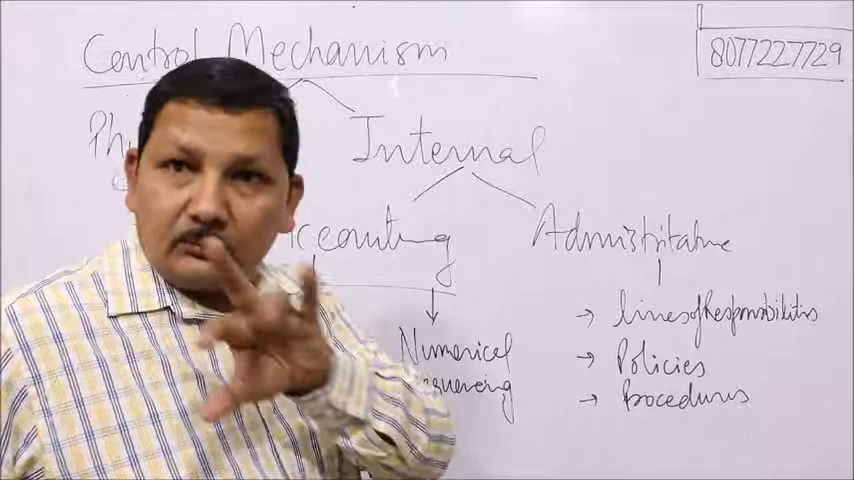 Control Mechanism
8077227729
Internal
Administrative
Numerical
→ lines of Responsibilities
→ Policies
→ Procedures